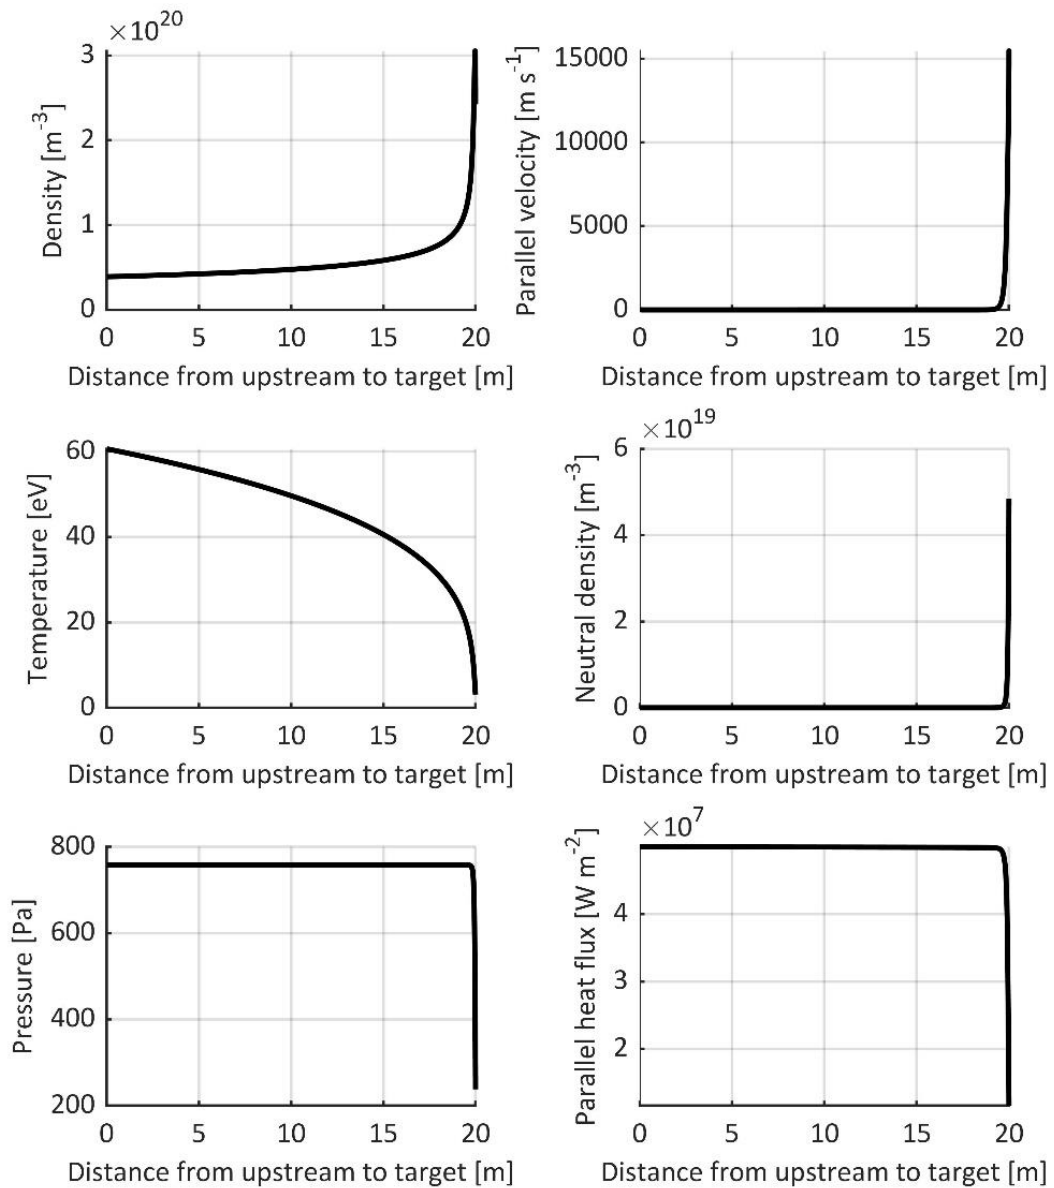 ×10^20
3
2
1
0
Density [m^-3]
0 5 10 15 20
Distance from upstream to target [m]
15000
10000
5000
0
Parallel velocity [m s^-1]
0 5 10 15 20
Distance from upstream to target [m]
60
40
20
0
Temperature [eV]
0 5 10 15 20
Distance from upstream to target [m]
×10^19
6
4
2
0
Neutral density [m^-3]
0 5 10 15 20
Distance from upstream to target [m]
800
600
400
200
Pressure [Pa]
0 5 10 15 20
Distance from upstream to target [m]
×10^7
4
3
2
Parallel heat flux [W m^-2]
0 5 10 15 20
Distance from upstream to target [m]